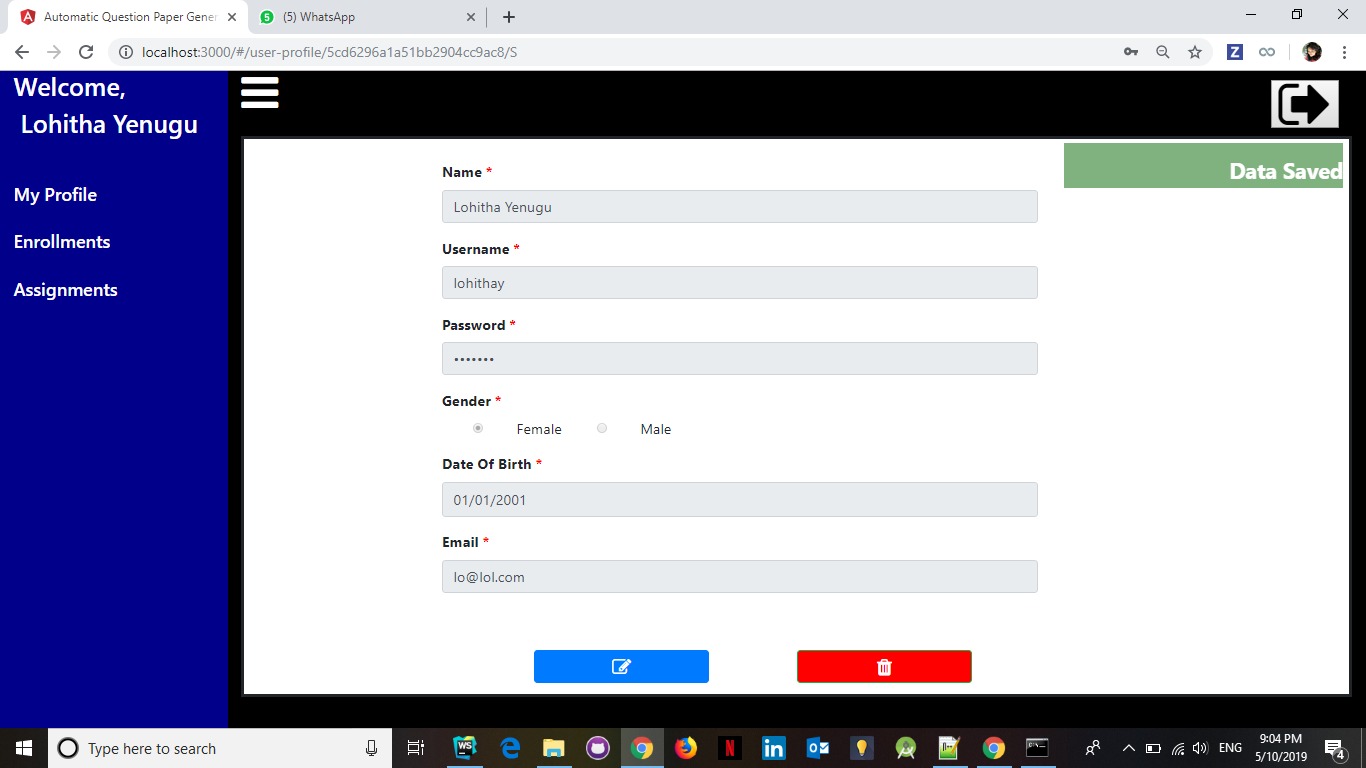 Automatic Question Paper Gener
(5) WhatsApp
localhost:3000/#/user-profile/5cd6296a1a51bb2904cc9ac8/S
Z
Welcome,
Lohitha Yenugu
My Profile
Enrollments
Assignments
Data Saved
Name *
Lohitha Yenugu
Username *
lohithay
Password *
•••••••
Gender *
Female
Male
Date Of Birth *
01/01/2001
Email *
lo@lol.com
Type here to search
WS
N
in
ENG
9:04 PM
5/10/2019
4